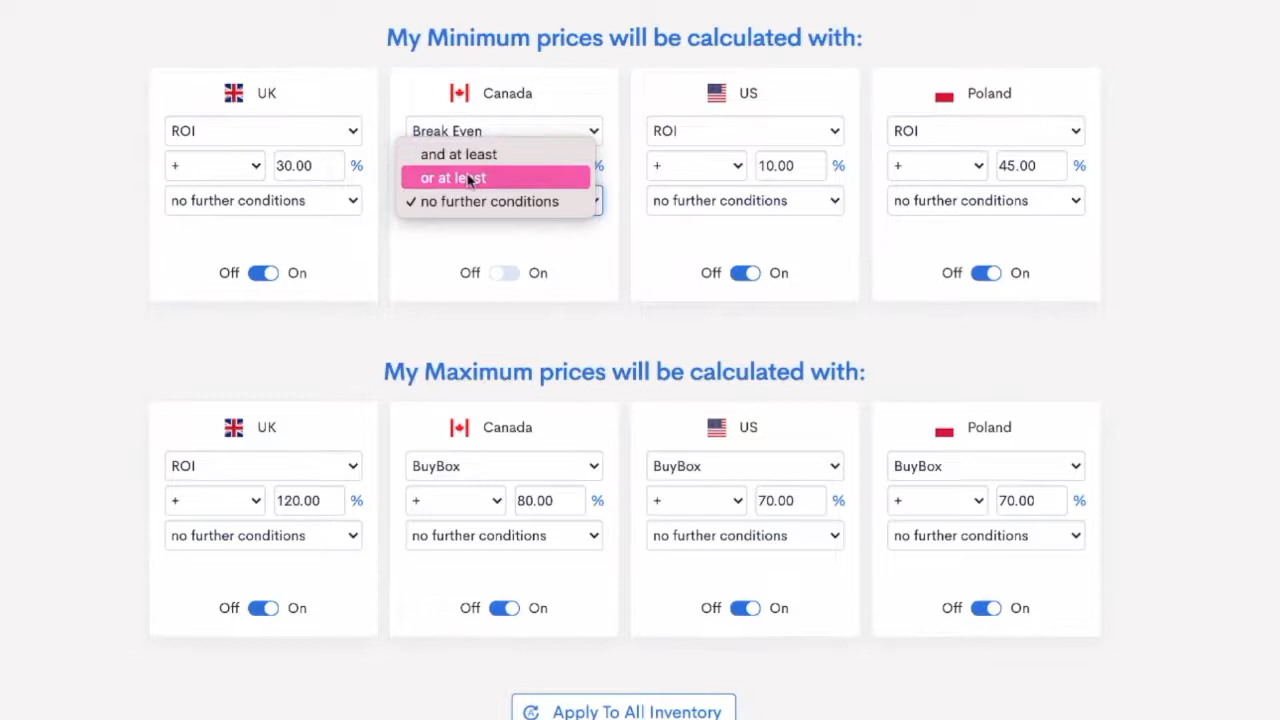 My Minimum prices will be calculated with:
UK Canada US Poland
ROI Break Even ROI ROI
+ 30.00 % % + 10.00 % + 45.00 %
and at least
or at least
no further conditions ✓ no further conditions no further conditions no further conditions
Off On Off On Off On Off On
My Maximum prices will be calculated with:
UK Canada US Poland
ROI BuyBox BuyBox BuyBox
+ 120.00 % + 80.00 % + 70.00 % + 70.00 %
no further conditions no further conditions no further conditions no further conditions
Off On Off On Off On Off On
Apply To All Inventory